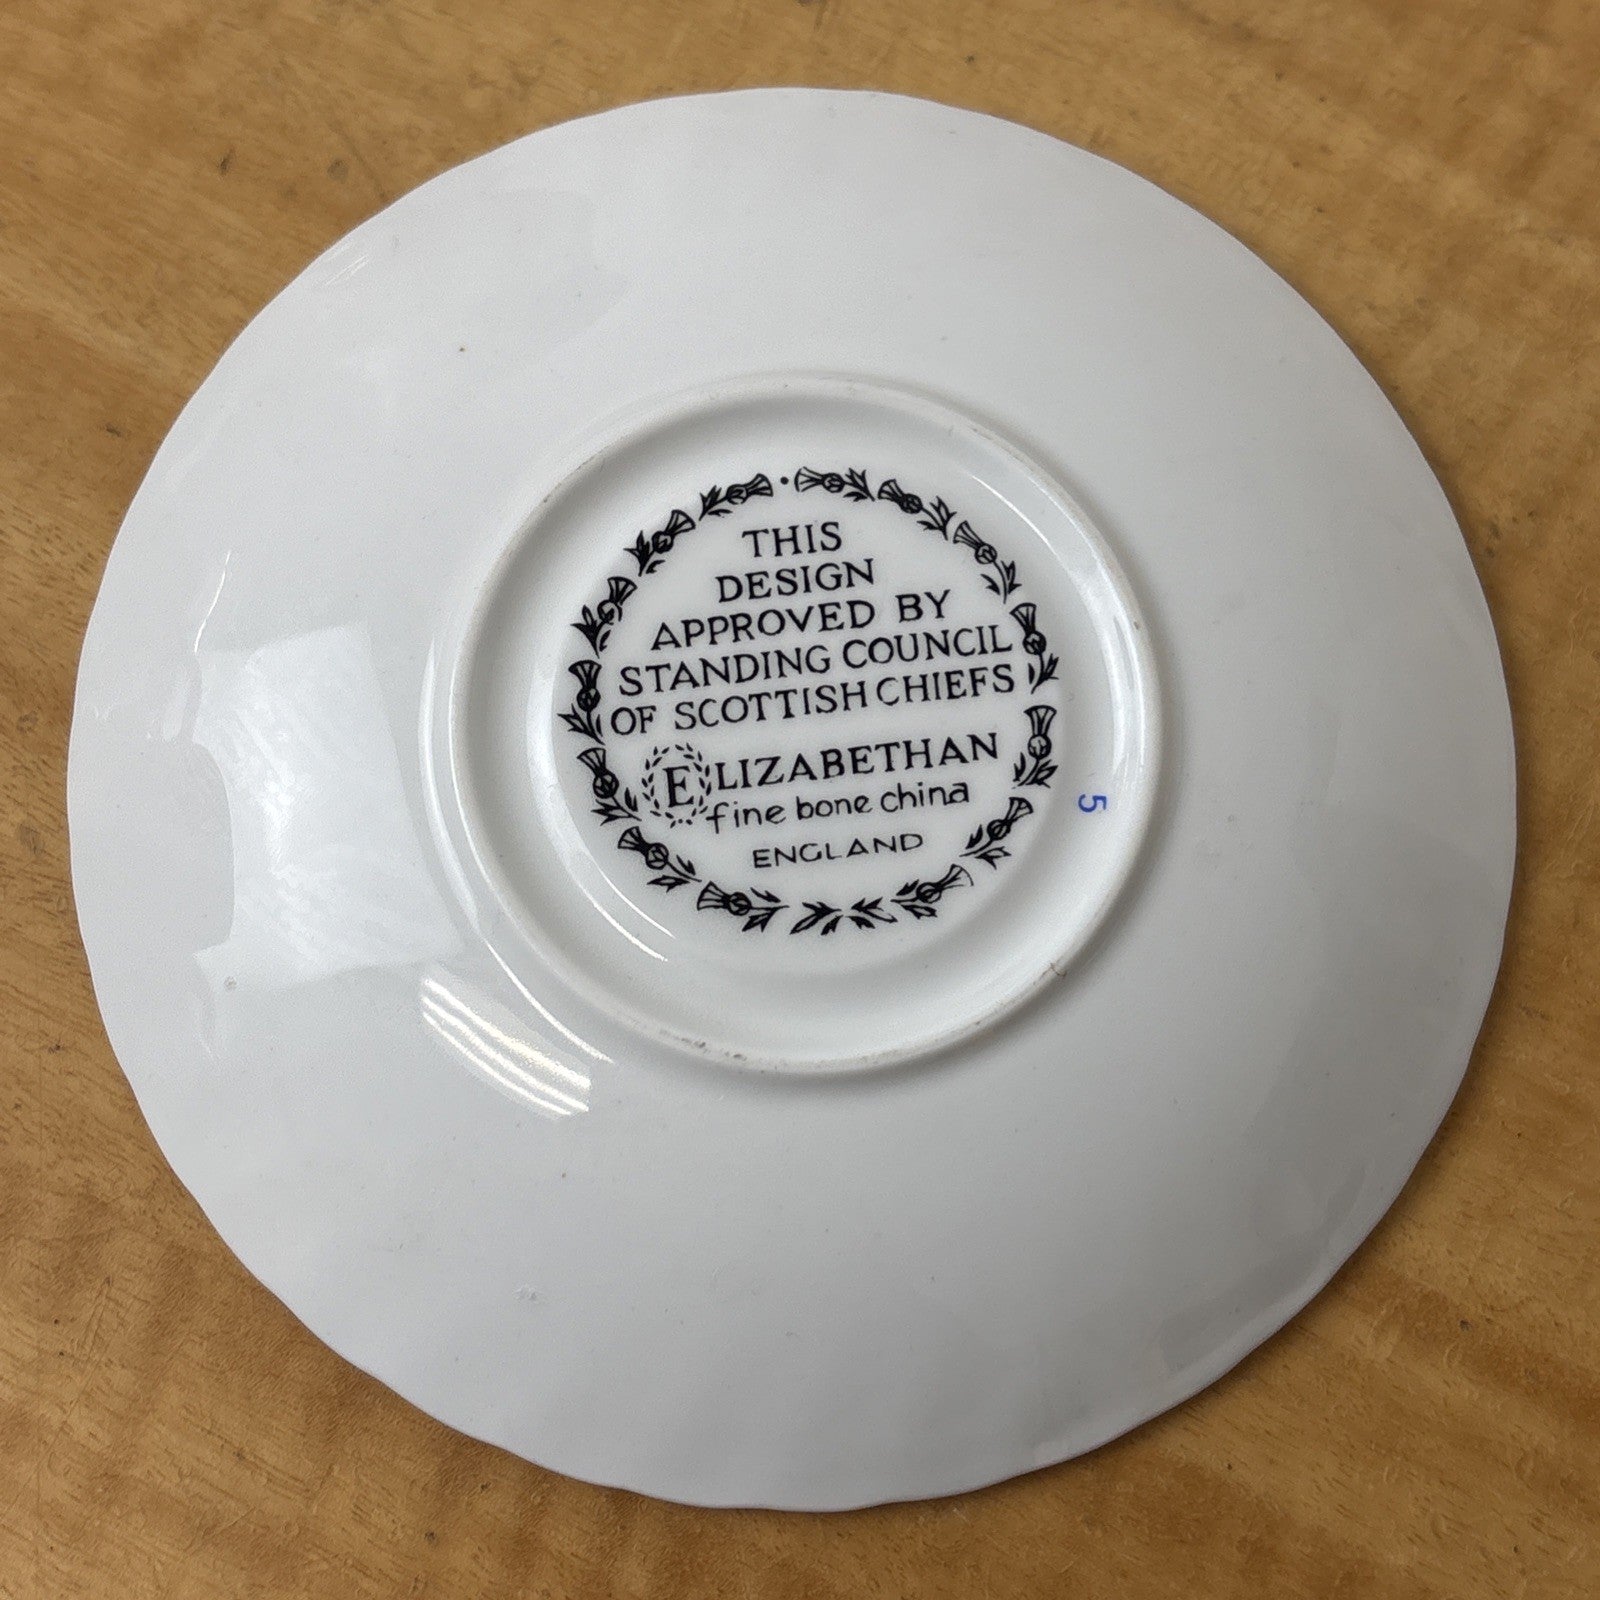 THIS
DESIGN
APPROVED BY
STANDING COUNCIL
OF SCOTTISH CHIEFS
ELIZABETHAN
fine bone china
ENGLAND
5